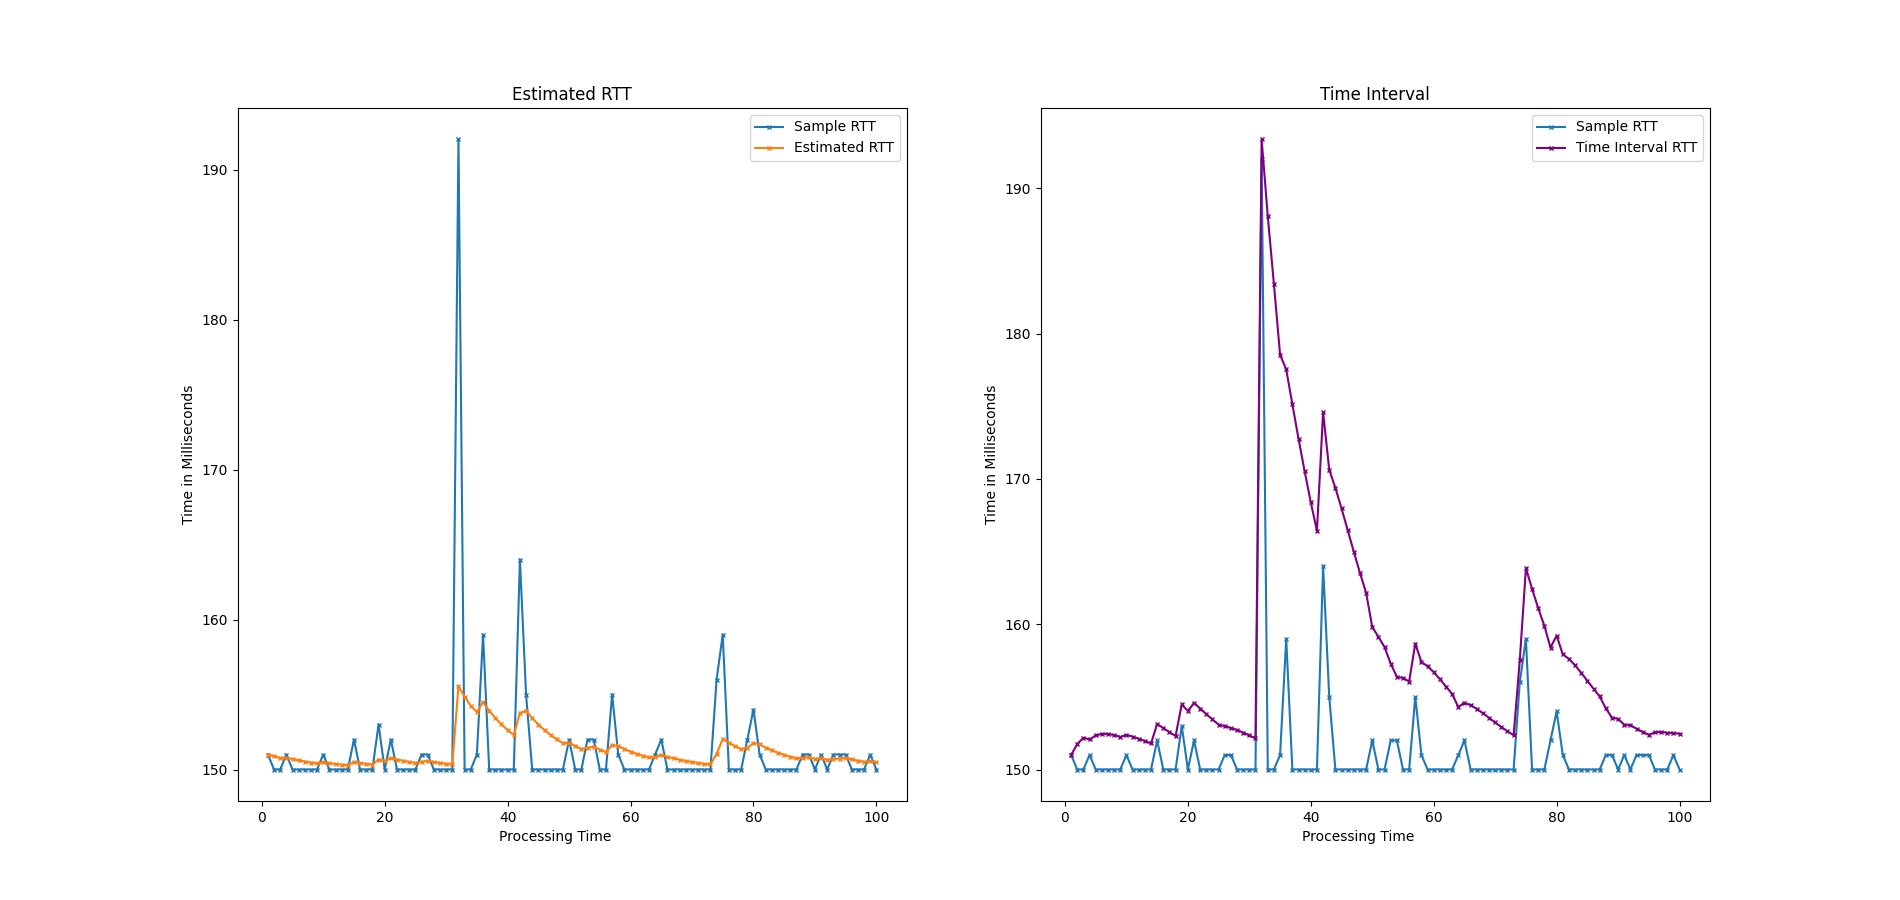 Estimated RTT
Sample RTT
Estimated RTT
190
180
170
160
150
Time in Milliseconds
0 20 40 60 80 100
Processing Time
Time Interval
Sample RTT
Time Interval RTT
190
180
170
160
150
Time in Milliseconds
0 20 40 60 80 100
Processing Time